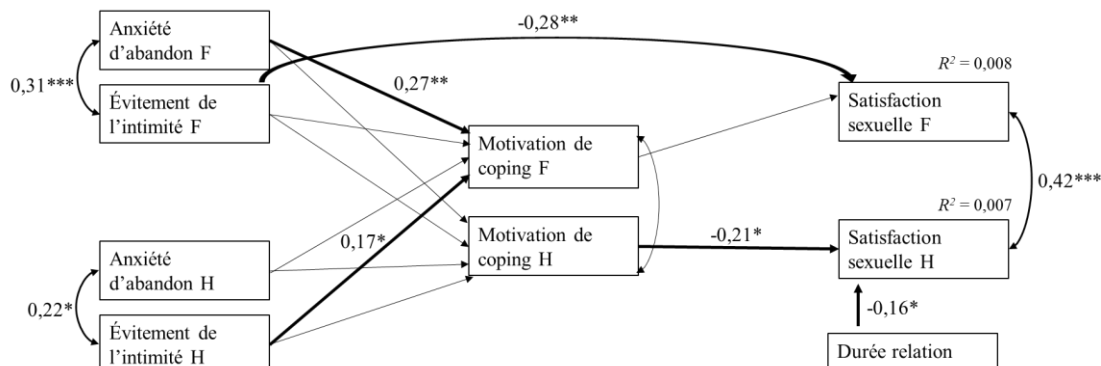 Anxiété
d'abandon F
0,31***
Évitement de
l'intimité F
-0,28**
0,27**
R² = 0,008
Satisfaction
sexuelle F
Motivation de
coping F
0,42***
R² = 0,007
Motivation de
coping H
-0,21*
Satisfaction
sexuelle H
0,17*
Anxiété
d'abandon H
0,22*
Évitement de
l'intimité H
-0,16*
Durée relation